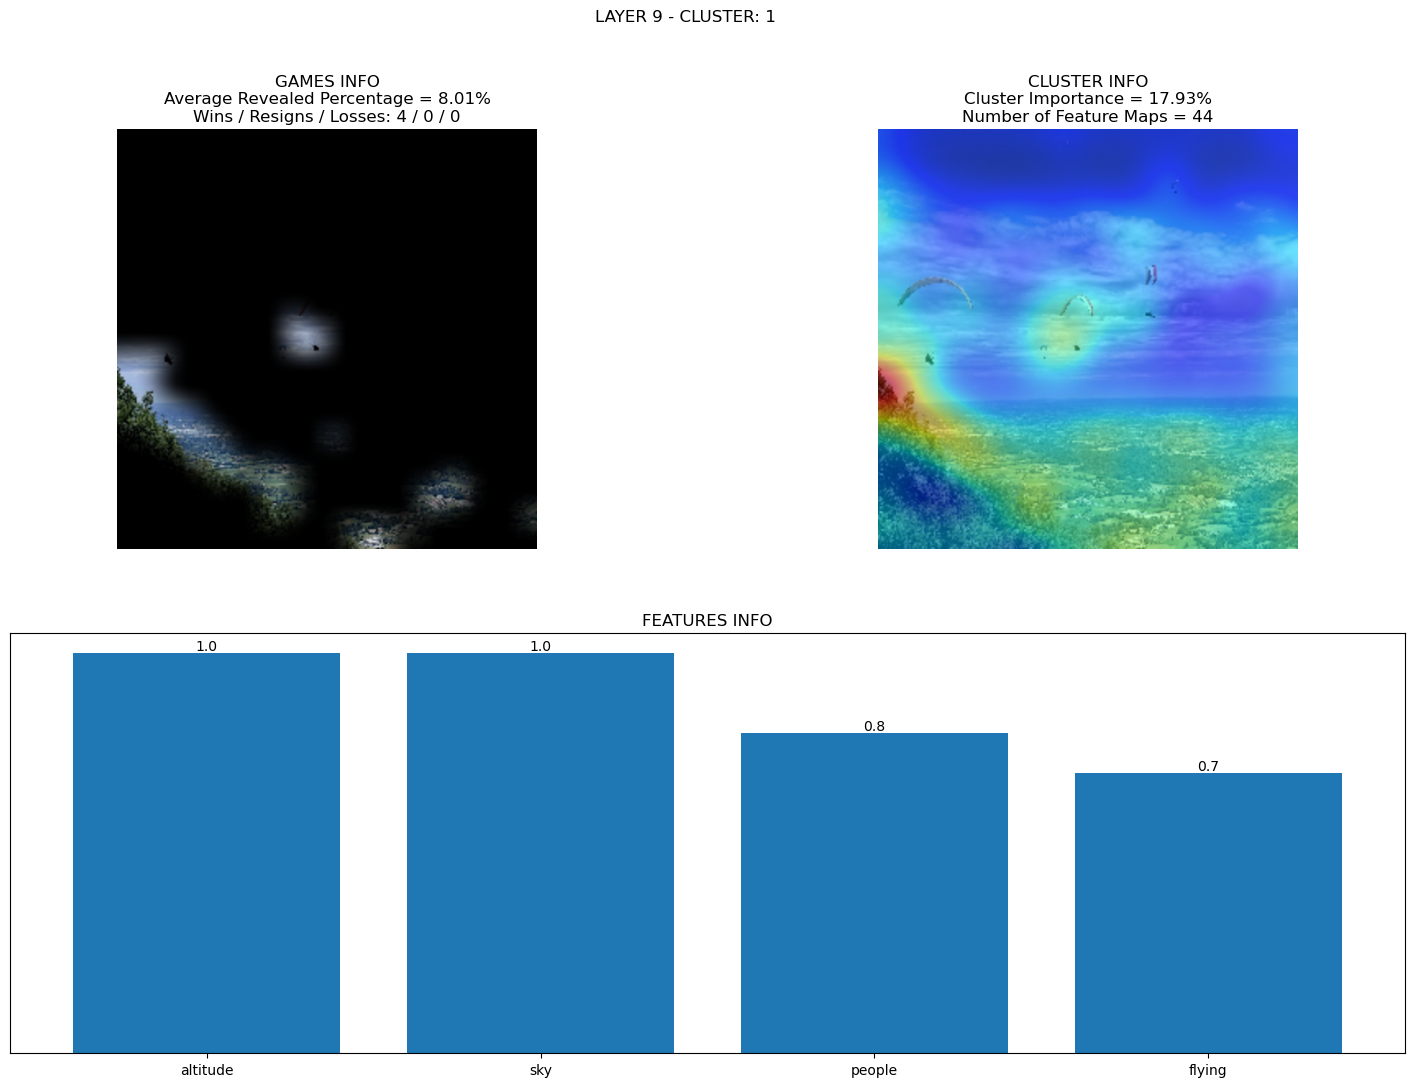 LAYER 9 - CLUSTER: 1
GAMES INFO
Average Revealed Percentage = 8.01%
Wins / Resigns / Losses: 4 / 0 / 0
CLUSTER INFO
Cluster Importance = 17.93%
Number of Feature Maps = 44
FEATURES INFO
1.0
1.0
0.8
0.7
altitude
sky
people
flying